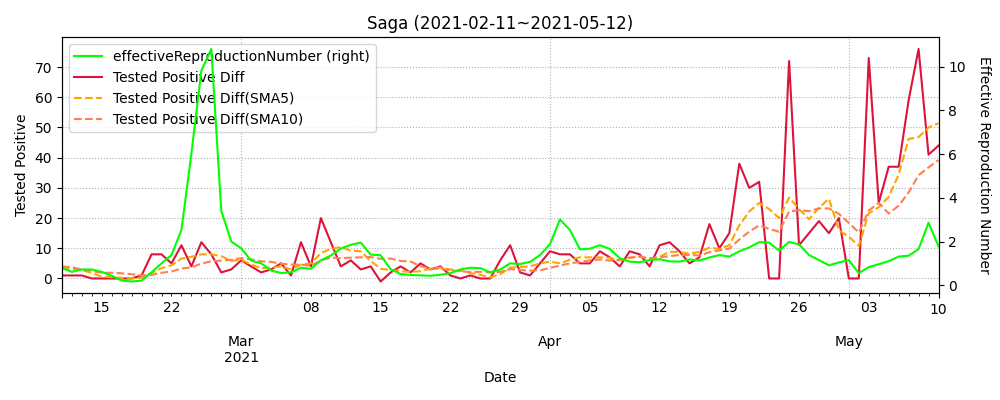 Saga (2021-02-11~2021-05-12)
effectiveReproductionNumber (right)
Tested Positive Diff
Tested Positive Diff(SMA5)
Tested Positive Diff(SMA10)
Tested Positive
70
60
50
40
30
20
10
0
10
8
6
4
2
0
Effective Reproduction Number
15 22 08 15 22 29 05 12 19 26 03 10
Mar Apr May
2021
Date